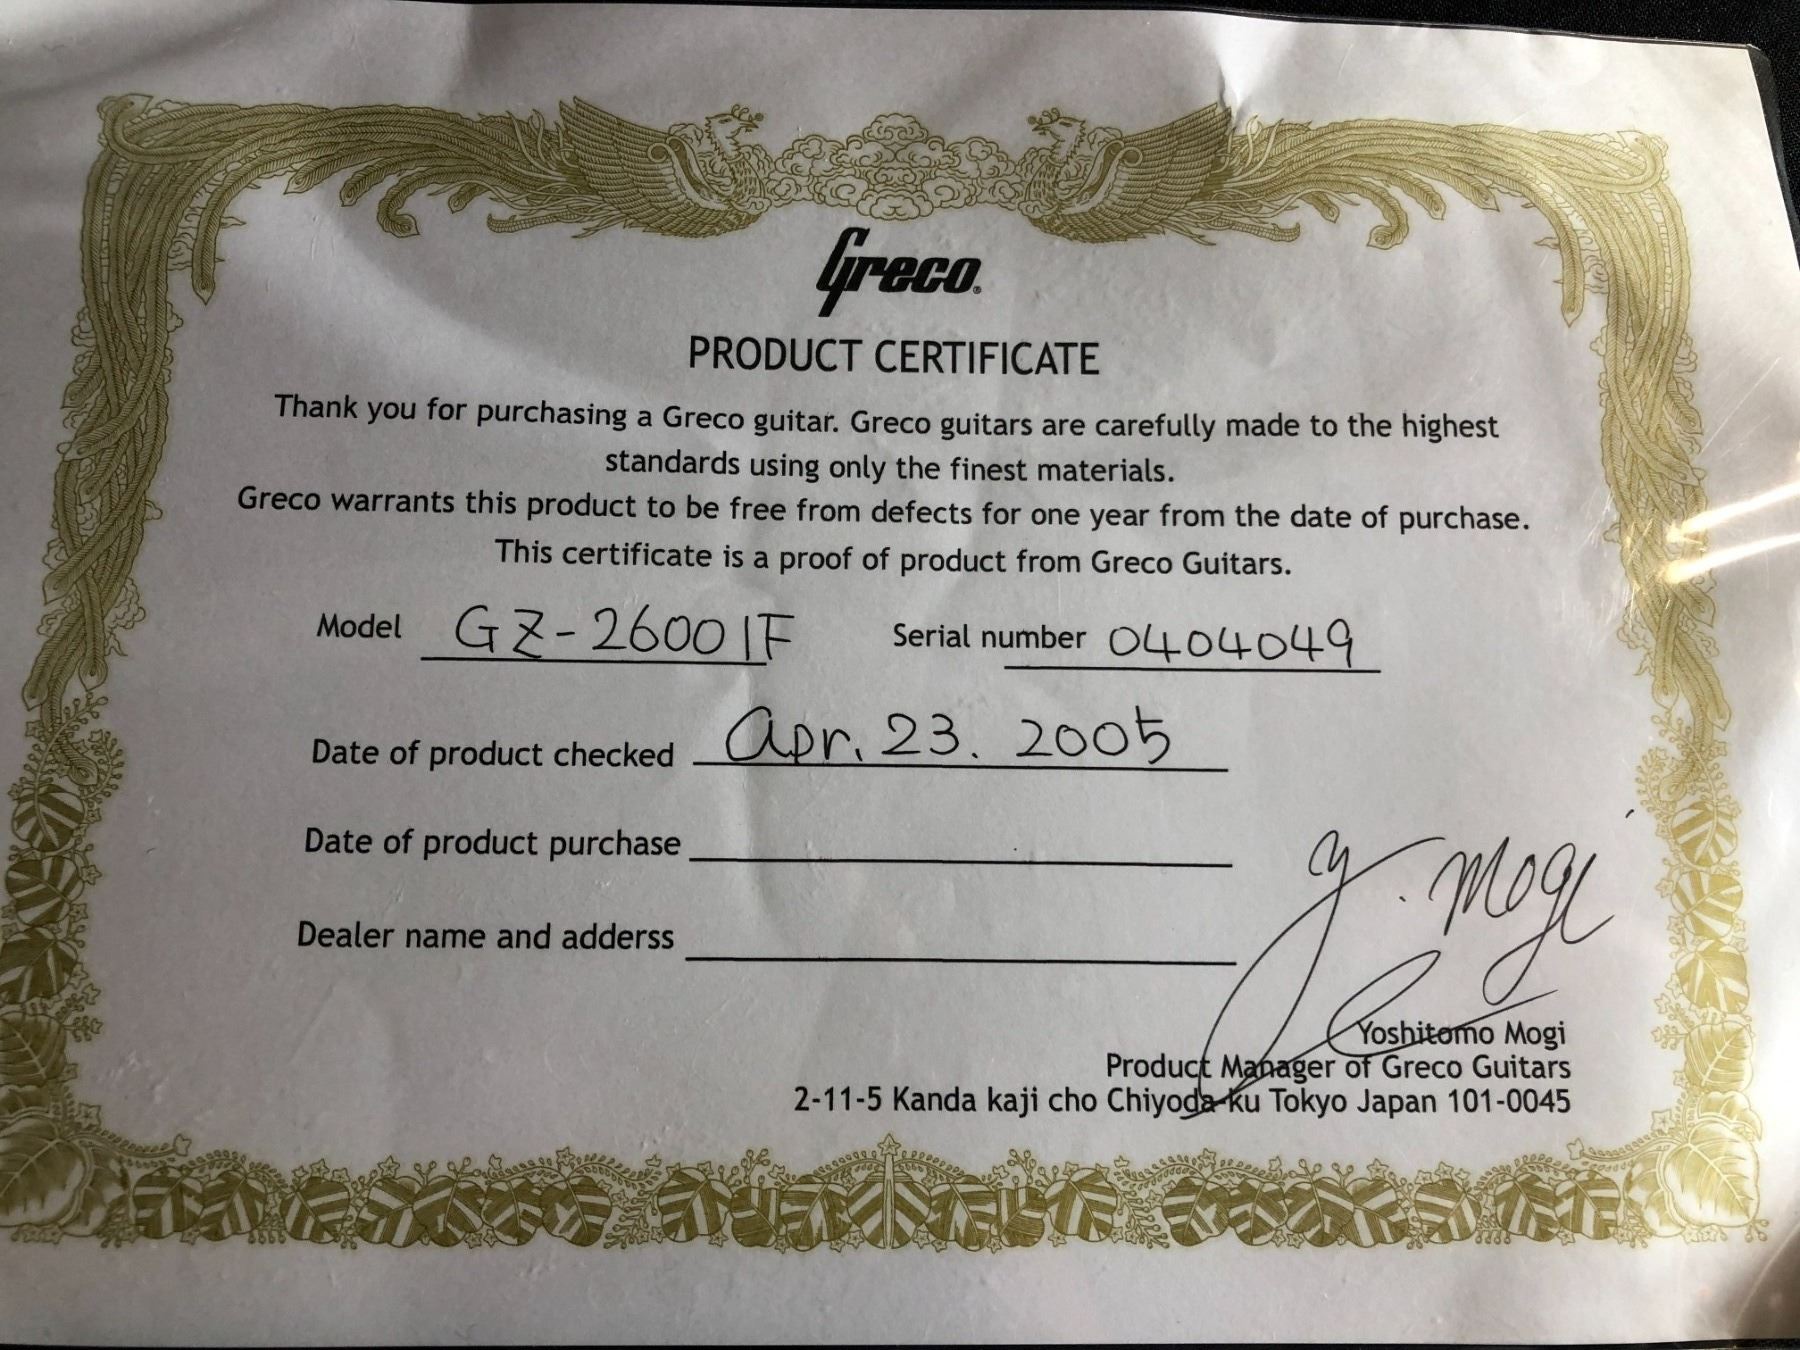 Greco®
PRODUCT CERTIFICATE
Thank you for purchasing a Greco guitar. Greco guitars are carefully made to the highest
standards using only the finest materials.
Greco warrants this product to be free from defects for one year from the date of purchase.
This certificate is a proof of product from Greco Guitars.
Model GZ-2600IF Serial number 0404049
Date of product checked Apr. 23. 2005
Date of product purchase
Dealer name and adderss
Y. Mogi
Yoshitomo Mogi
Product Manager of Greco Guitars
2-11-5 Kanda kaji cho Chiyoda-ku Tokyo Japan 101-0045